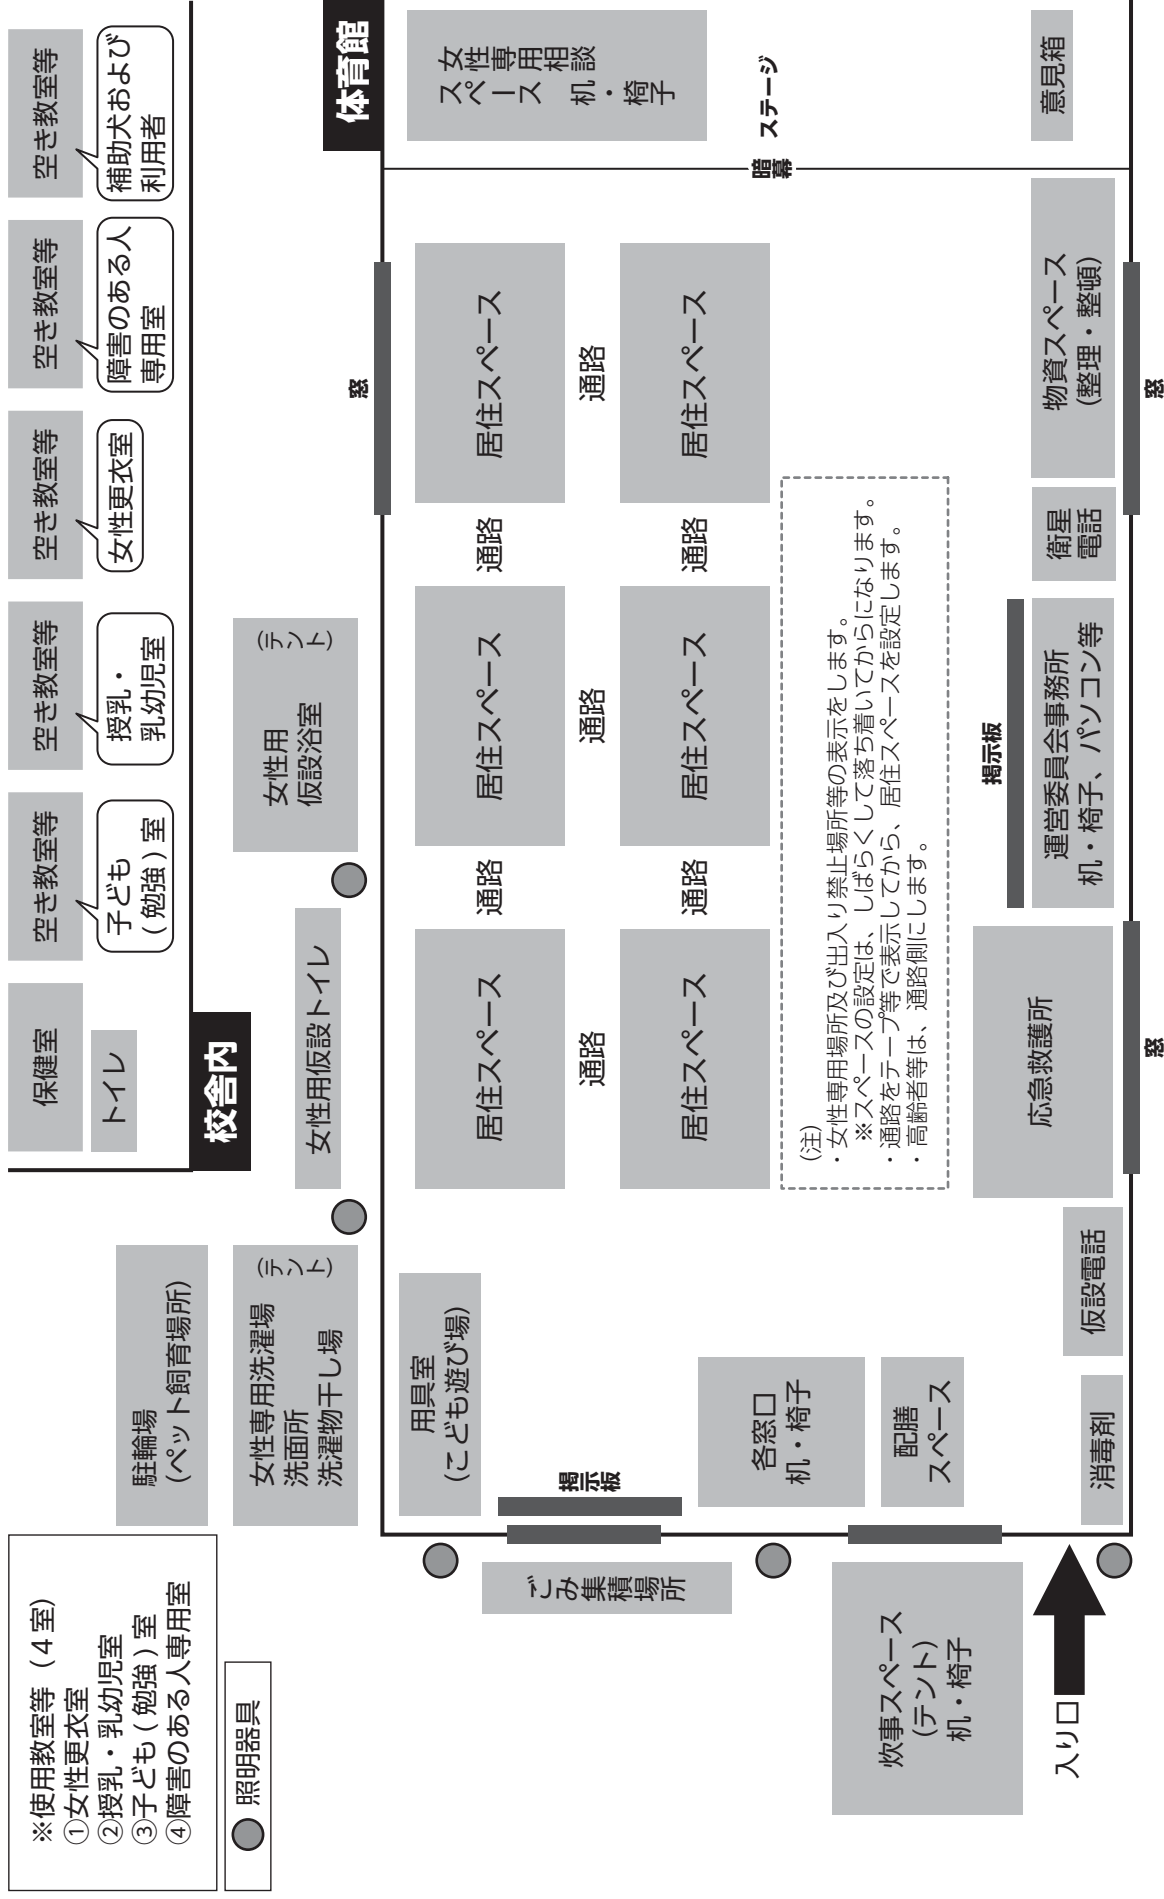 ※使用教室等（４室）
①女性更衣室
②授乳・乳幼児室
③子ども(勉強)室
④障害のある人専用室
照明器具
保健室
トイレ
校舎内
空き教室等
子ども
(勉強)室
空き教室等
授乳・
乳幼児室
空き教室等
女性更衣室
空き教室等
障害のある人
専用室
空き教室等
補助犬および
利用者
駐輪場
(ペット飼育場所)
女性専用洗濯場
洗面所
洗濯物干し場
(テント)
女性用仮設トイレ
女性用
仮設浴室
(テント)
窓
体育館
用具室
(こども遊び場)
掲示板
ごみ集積場所
居住スペース
通路
居住スペース
通路
居住スペース
通路
通路
通路
居住スペース
通路
居住スペース
通路
居住スペース
女性専用相談
スペース
机・椅子
ステージ
暗幕
意見箱
各窓口
机・椅子
配膳
スペース
(注)
・女性専用場所及び出入り禁止場所等の表示をします。
※スペースの設定は、しばらくして落ち着いてからになります。
・通路をテープ等で表示してから、居住スペースを設定します。
・高齢者等は、通路側にします。
炊事スペース
(テント)
机・椅子
入り口
消毒剤
仮設電話
応急救護所
掲示板
運営委員会事務所
机・椅子、パソコン等
衛星
電話
物資スペース
(整理・整頓)
窓
窓